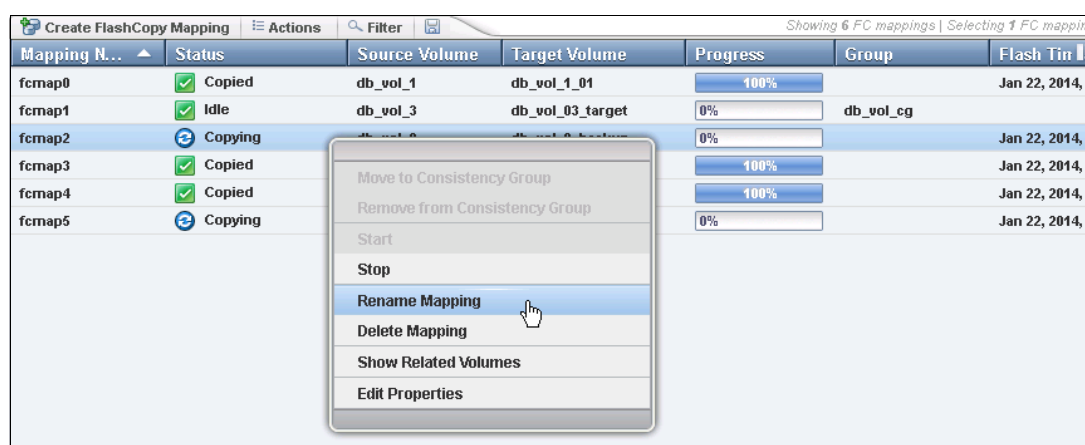 Create FlashCopy Mapping Actions Filter Showing 6 FC mappings | Selecting 1 FC mappin
Mapping N... Status Source Volume Target Volume Progress Group Flash Tim
fcmap0 Copied db_vol_1 db_vol_1_01 100% Jan 22, 2014,
fcmap1 Idle db_vol_3 db_vol_03_target 0% db_vol_cg
fcmap2 Copying 0% Jan 22, 2014,
fcmap3 Copied 100% Jan 22, 2014,
fcmap4 Copied 100% Jan 22, 2014,
fcmap5 Copying 0% Jan 22, 2014,
Move to Consistency Group
Remove from Consistency Group
Start
Stop
Rename Mapping
Delete Mapping
Show Related Volumes
Edit Properties